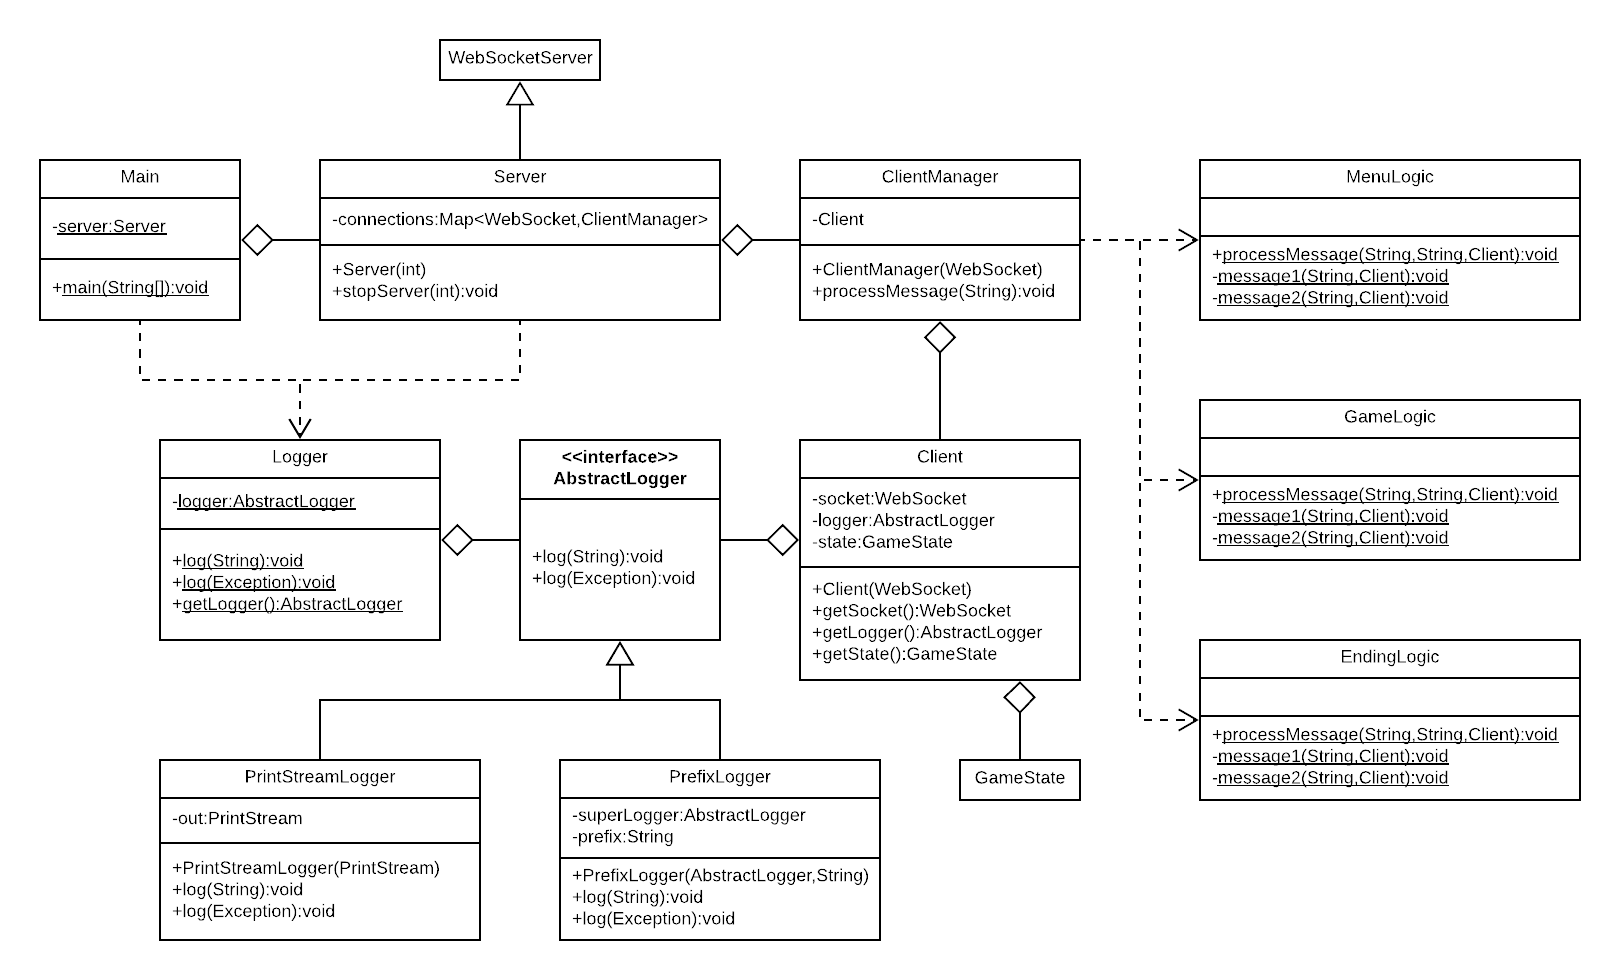 WebSocketServer
Main
-server:Server
+main(String[]):void
Server
-connections:Map<WebSocket,ClientManager>
+Server(int)
+stopServer(int):void
ClientManager
-Client
+ClientManager(WebSocket)
+processMessage(String):void
MenuLogic
+processMessage(String,String,Client):void
-message1(String,Client):void
-message2(String,Client):void
Logger
-logger:AbstractLogger
+log(String):void
+log(Exception):void
+getLogger():AbstractLogger
<<interface>>
AbstractLogger
+log(String):void
+log(Exception):void
Client
-socket:WebSocket
-logger:AbstractLogger
-state:GameState
+Client(WebSocket)
+getSocket():WebSocket
+getLogger():AbstractLogger
+getState():GameState
GameLogic
+processMessage(String,String,Client):void
-message1(String,Client):void
-message2(String,Client):void
EndingLogic
+processMessage(String,String,Client):void
-message1(String,Client):void
-message2(String,Client):void
PrintStreamLogger
-out:PrintStream
+PrintStreamLogger(PrintStream)
+log(String):void
+log(Exception):void
PrefixLogger
-superLogger:AbstractLogger
-prefix:String
+PrefixLogger(AbstractLogger,String)
+log(String):void
+log(Exception):void
GameState